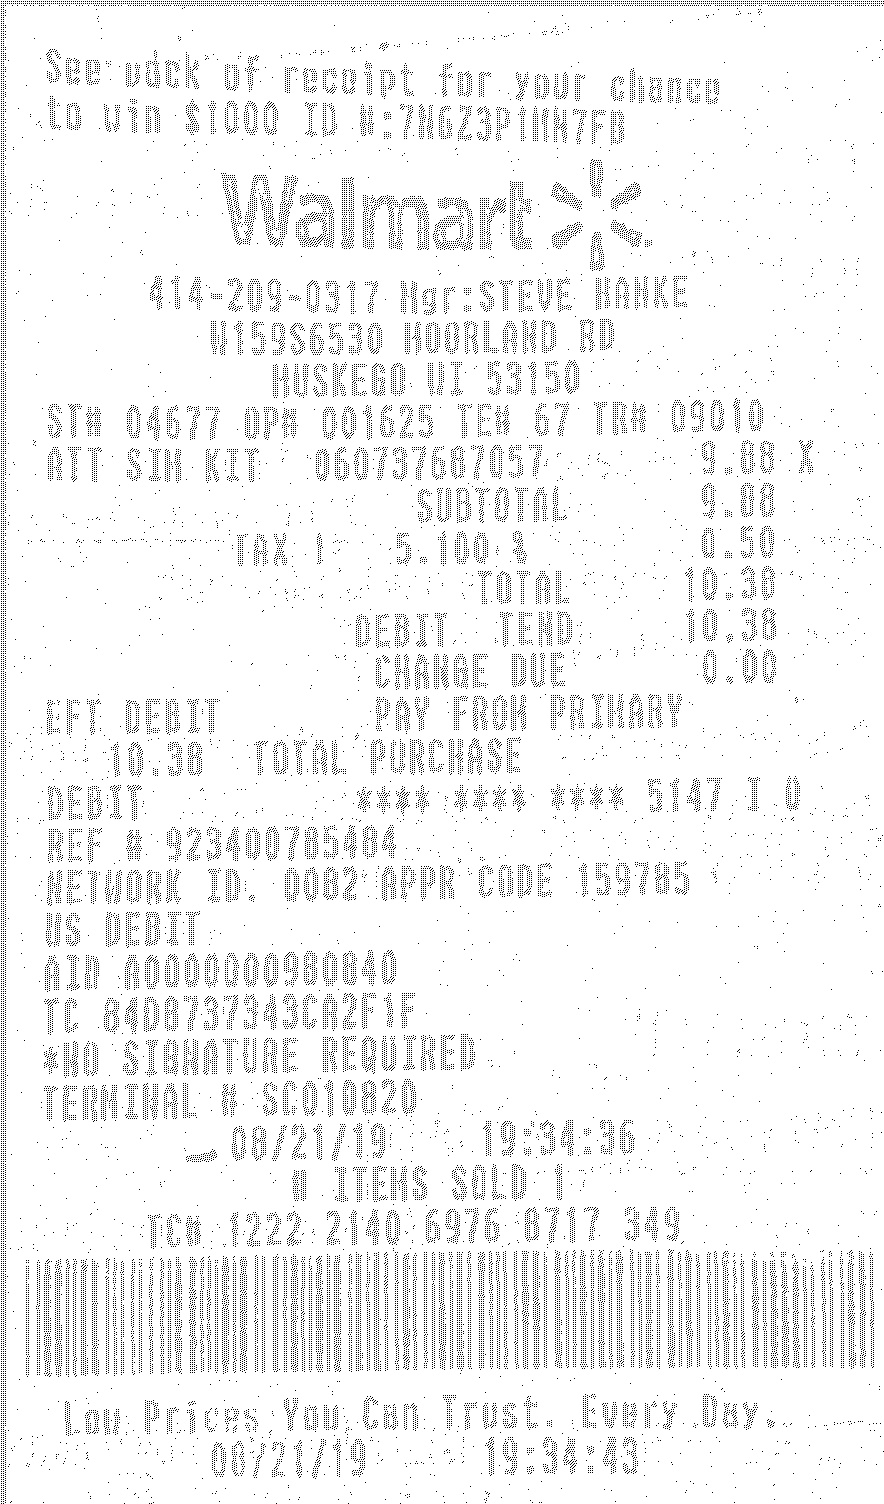 See back of receipt for your chance
to win $1000 ID #:7NGZ3P1MH7FB
Walmart
414-209-0317 Mgr:STEVE
W159S6530 MOORLAND RD
MUSKEGO WI 53150
ST# 04677 OP# 001625 TE# 67 TR# 09010
ATT SIM KIT 060737687057 9.88 X
SUBTOTAL 9.88
TAX 1 5.100 % 0.50
TOTAL 10.38
DEBIT TEND 10.38
CHANGE DUE 0.00
EFT DEBIT PAY FROM PRIMARY
10.38 TOTAL PURCHASE
DEBIT **** **** **** 5147 I 0
REF # 923400785484
NETWORK ID. 0082 APPR CODE 159785
US DEBIT
AID A0000000980840
TC 84D8737343CA2F1F
*NO SIGNATURE REQUIRED
TERMINAL # SC010820
08/21/19 19:34:36
# ITEMS SOLD 1
TC# 1222 2140 6976 8717 349
Low Prices You Can Trust. Every Day.
08/21/19 19:34:43